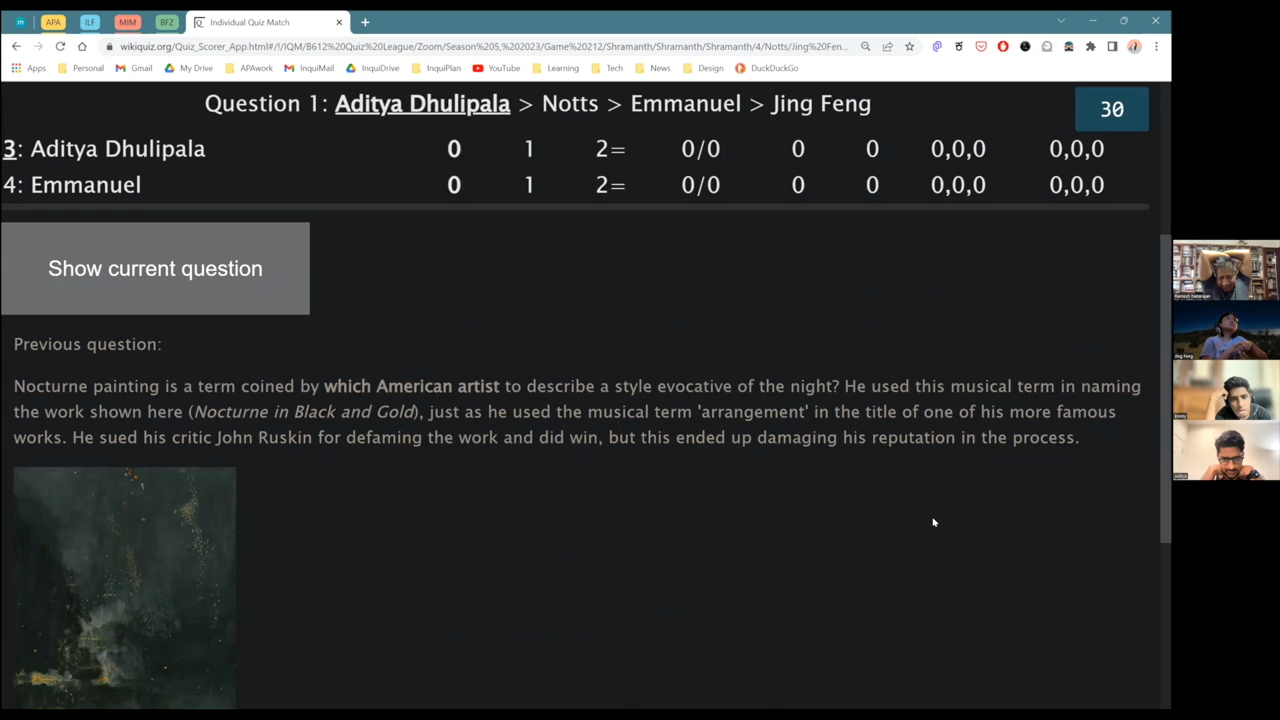 APA ILF MIM BFZ Individual Quiz Match
wikiquiz.org/Quiz_Scorer_App.html#/!/IQM/B612%20Quiz%20League/Zoom/Season%205,%202023/Game%20212/Shramanth/Shramanth/Shramanth/4/Notts/Jing%20Fen...
Apps Personal Gmail My Drive APAwork InquiMail InquiDrive InquiPlan YouTube Learning Tech News Design DuckDuckGo
Question 1: Aditya Dhulipala > Notts > Emmanuel > Jing Feng
30
3: Aditya Dhulipala 0 1 2= 0/0 0 0 0,0,0 0,0,0
4: Emmanuel 0 1 2= 0/0 0 0 0,0,0 0,0,0
Show current question
Previous question:
Nocturne painting is a term coined by which American artist to describe a style evocative of the night? He used this musical term in naming
the work shown here (Nocturne in Black and Gold), just as he used the musical term 'arrangement' in the title of one of his more famous
works. He sued his critic John Ruskin for defaming the work and did win, but this ended up damaging his reputation in the process.
Ramesh Natarajan
Jing Feng
Emmy
Aditya